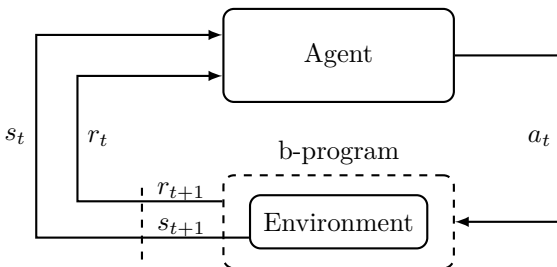 Agent
s_t
r_t
a_t
b-program
r_{t+1}
s_{t+1}
Environment